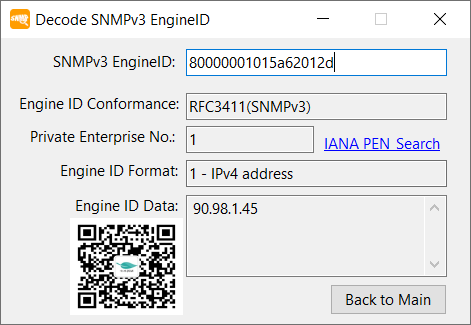 Decode SNMPv3 EngineID
SNMPv3 EngineID: 80000001015a62012d
Engine ID Conformance: RFC3411(SNMPv3)
Private Enterprise No.: 1 IANA PEN Search
Engine ID Format: 1 - IPv4 address
Engine ID Data: 90.98.1.45
Back to Main